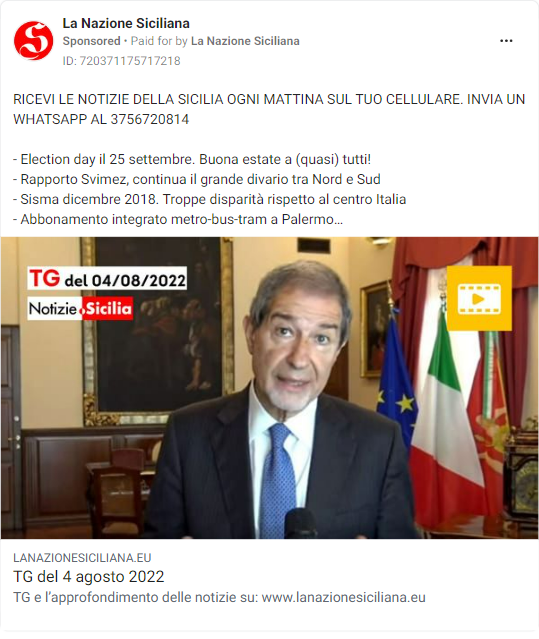 La Nazione Siciliana
Sponsored • Paid for by La Nazione Siciliana
ID: 720371175717218
RICEVI LE NOTIZIE DELLA SICILIA OGNI MATTINA SUL TUO CELLULARE. INVIA UN
WHATSAPP AL 3756720814
- Election day il 25 settembre. Buona estate a (quasi) tutti!
- Rapporto Svimez, continua il grande divario tra Nord e Sud
- Sisma dicembre 2018. Troppe disparità rispetto al centro Italia
- Abbonamento integrato metro-bus-tram a Palermo...
TG del 04/08/2022
Notizie Sicilia
LANAZIONESICILIANA.EU
TG del 4 agosto 2022
TG e l'approfondimento delle notizie su: www.lanazionesiciliana.eu